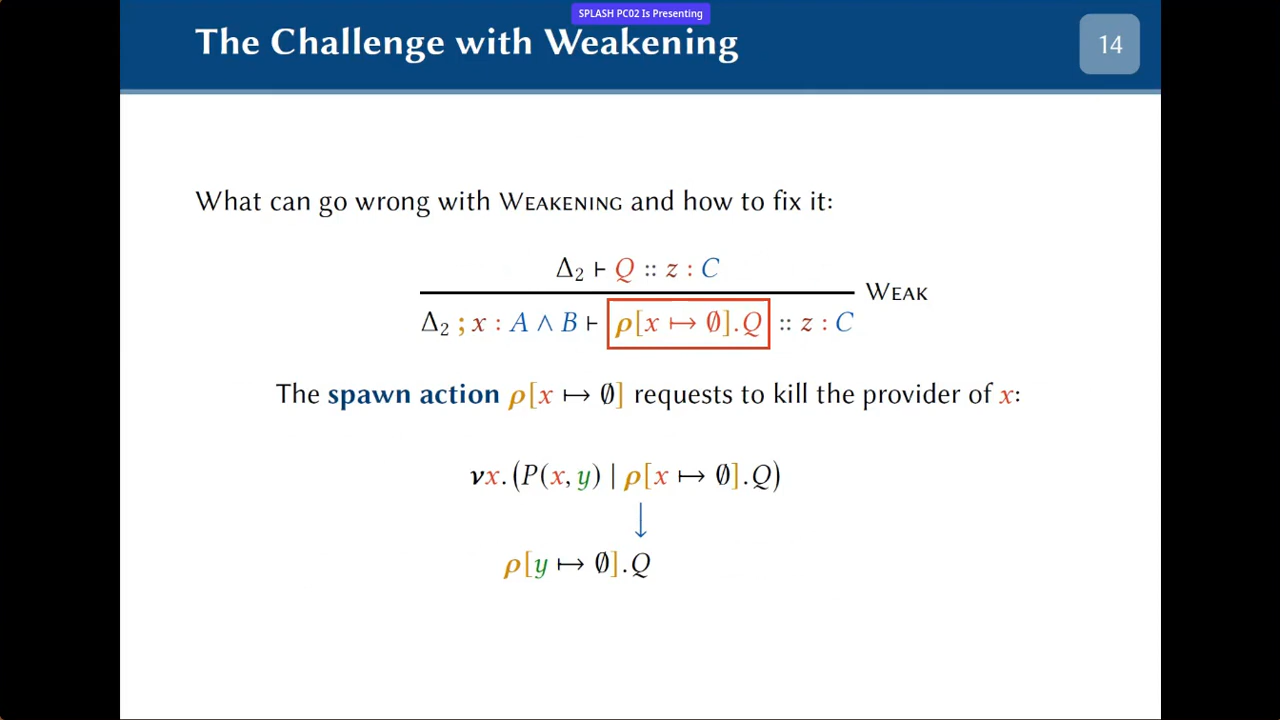 SPLASH PC02 Is Presenting
The Challenge with Weakening
14
What can go wrong with WEAKENING and how to fix it:
Δ₂ ⊢ Q :: z : C
WEAK
Δ₂ ; x : A ∧ B ⊢ ρ[x ↦ ∅].Q :: z : C
The spawn action ρ[x ↦ ∅] requests to kill the provider of x:
νx.(P(x, y) | ρ[x ↦ ∅].Q)
↓
ρ[y ↦ ∅].Q